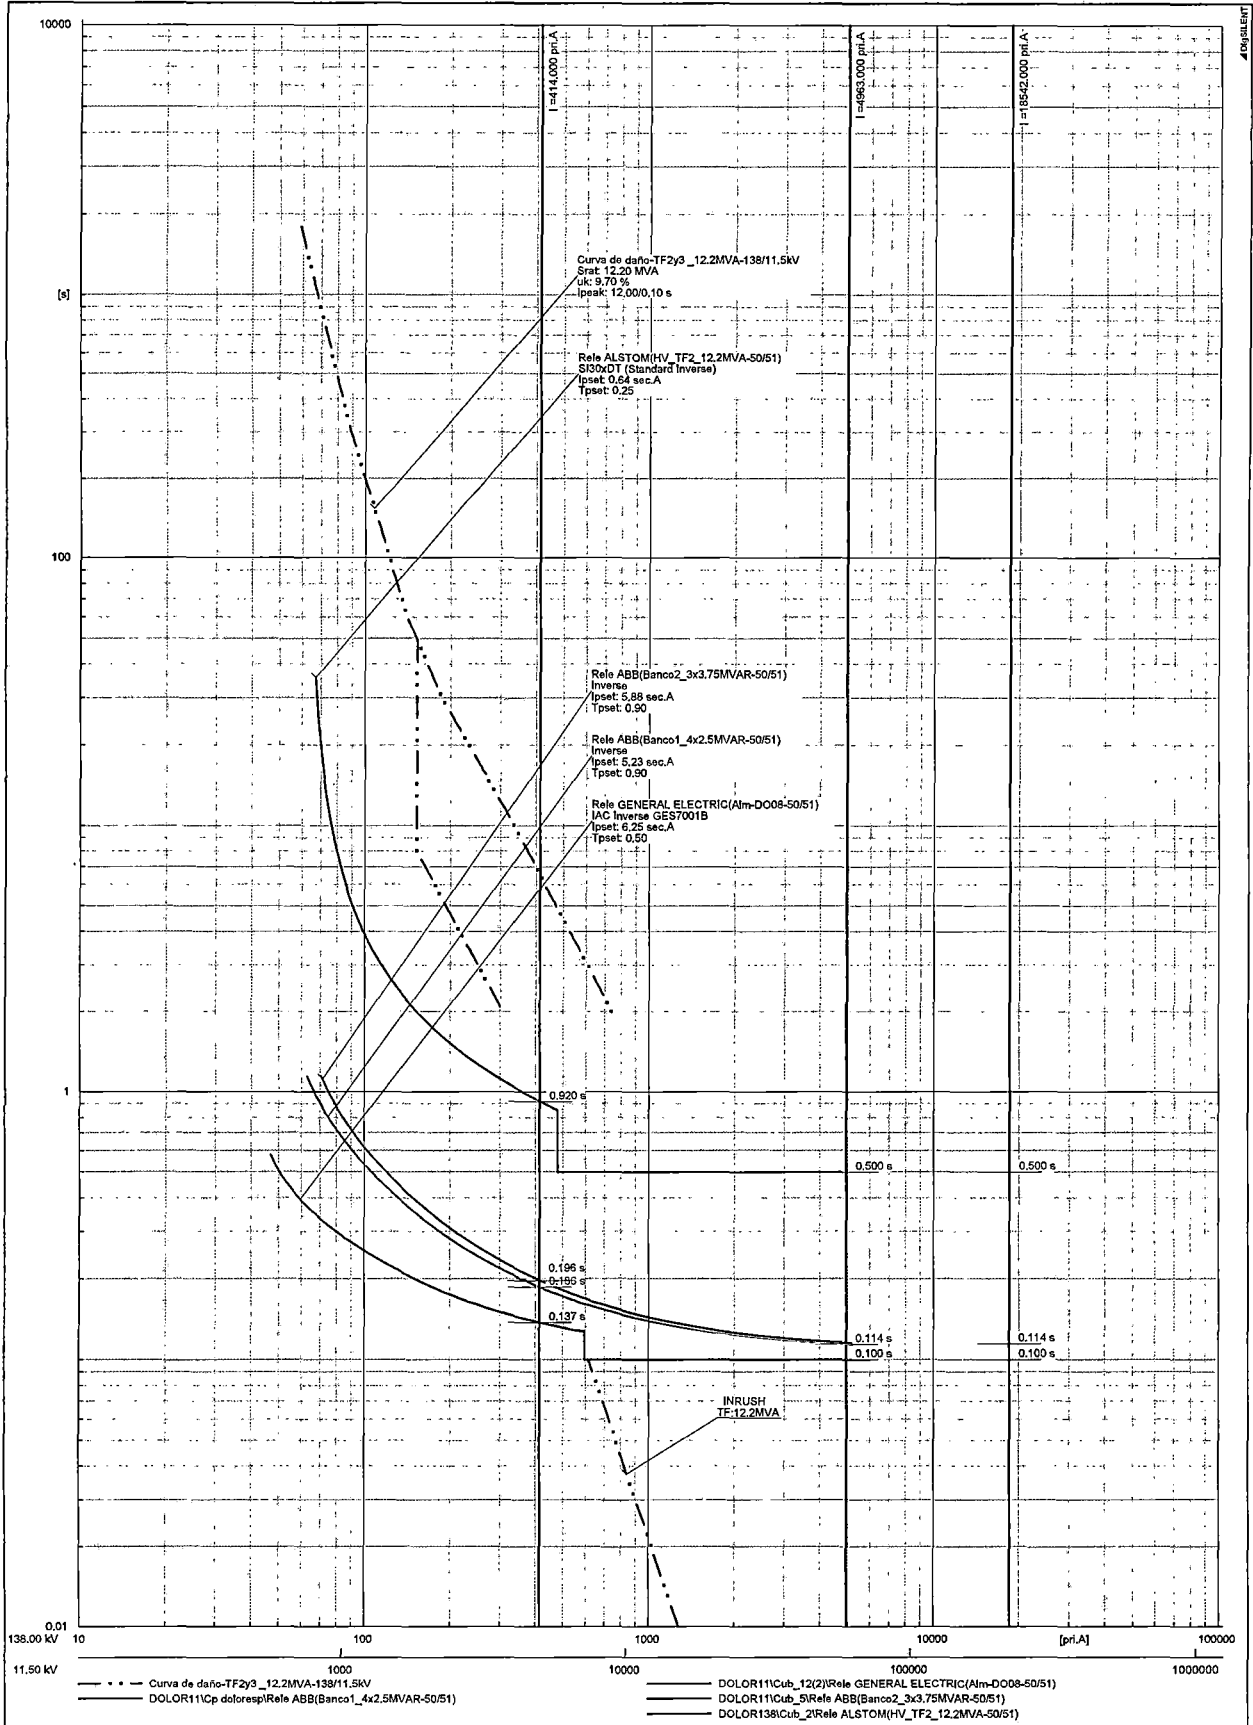 DIgSILENT
10000
I =414.000 pri.A
I =4963.000 pri.A
I =18542.000 pri.A
Curva de daño-TF2y3 _12.2MVA-138/11,5kV
Srat: 12.20 MVA
uk: 9.70 %
Ipeak: 12,00/0,10 s
[s]
Rele ALSTOM(HV_TF2_12.2MVA-50/51)
SI30xDT (Standard Inverse)
Ipset: 0,64 sec.A
Tpset: 0,25
100
Rele ABB(Banco2_3x3.75MVAR-50/51)
Inverse
Ipset: 5,88 sec.A
Tpset: 0.90
Rele ABB(Banco1_4x2.5MVAR-50/51)
Inverse
Ipset: 5,23 sec.A
Tpset: 0.90
Rele GENERAL ELECTRIC(Alm-DO08-50/51)
IAC Inverse GES7001B
Ipset: 6,25 sec.A
Tpset: 0,50
1
0.920 s
0.500 s
0.500 s
0.196 s
0.186 s
0.137 s
0.114 s
0.114 s
0.100 s
0.100 s
INRUSH
TF:12.2MVA
0,01
138.00 kV
10
100
1000
10000
[pri.A]
100000
11.50 kV
1000
10000
100000
1000000
Curva de daño-TF2y3 _12.2MVA-138/11,5kV
DOLOR11\Cp doloresp\Rele ABB(Banco1_4x2,5MVAR-50/51)
DOLOR11\Cub_12(2)\Rele GENERAL ELECTRIC(Alm-DO08-50/51)
DOLOR11\Cub_5\Rele ABB(Banco2_3x3,75MVAR-50/51)
DOLOR138\Cub_2\Rele ALSTOM(HV_TF2_12,2MVA-50/51)